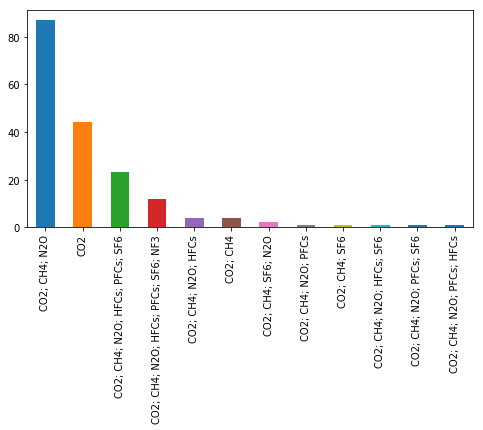 80
60
40
20
0
CO2; CH4; N2O
CO2
CO2; CH4; N2O; HFCs; PFCs; SF6
CO2; CH4; N2O; HFCs; PFCs; SF6; NF3
CO2; CH4; N2O; HFCs
CO2; CH4
CO2; CH4; SF6; N2O
CO2; CH4; N2O; PFCs
CO2; CH4; SF6
CO2; CH4; N2O; HFCs; SF6
CO2; CH4; N2O; PFCs; SF6
CO2; CH4; N2O; PFCs; HFCs